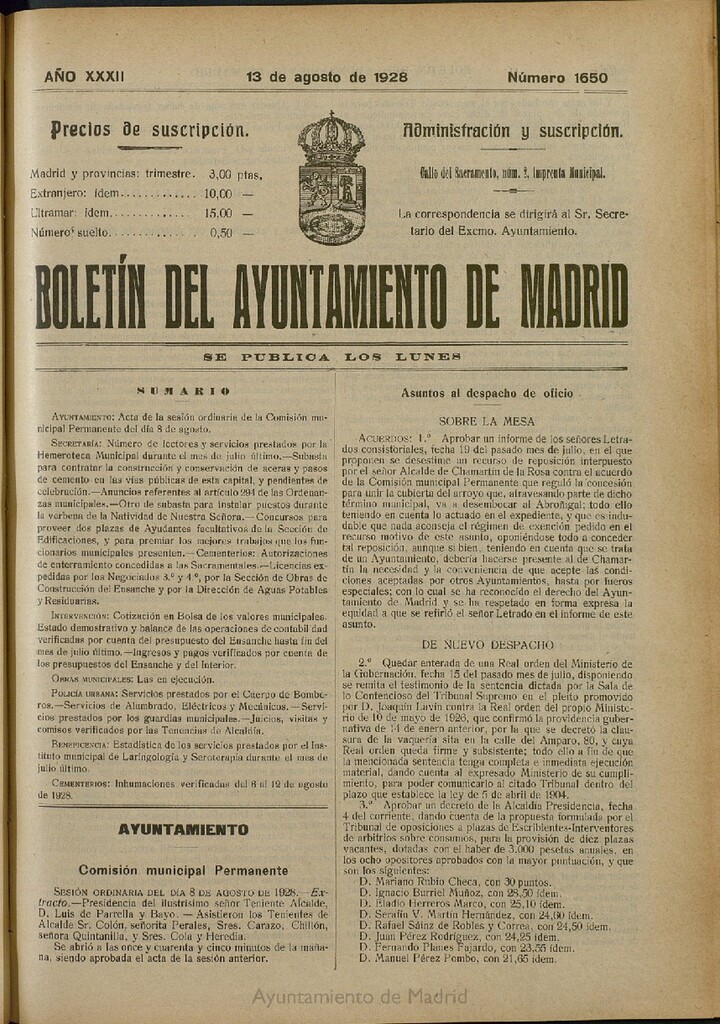 AÑO XXXII
13 de agosto de 1928
Número 1650
Precios de suscripción.
Madrid y provincias: trimestre. 3,00 ptas.
Extranjero: ídem............ 10,00 —
Ultramar: ídem............. 15,00 —
Número suelto............. 0,50 —
Administración y suscripción.
Calle del Sacramento, núm. 2, Imprenta Municipal.
La correspondencia se dirigirá al Sr. Secre-
tario del Excmo. Ayuntamiento.
BOLETÍN DEL AYUNTAMIENTO DE MADRID
SE PUBLICA LOS LUNES
SUMARIO
AYUNTAMIENTO: Acta de la sesión ordinaria de la Comisión mu-
nicipal Permanente del día 8 de agosto.
SECRETARÍA: Número de lectores y servicios prestados por la
Hemeroteca Municipal durante el mes de julio último.—Subasta
para contratar la construcción y conservación de aceras y pasos
de cemento en las vías públicas de esta capital, y pendientes de
celebración.—Anuncios referentes al artículo 294 de las Ordenan-
zas municipales.—Otro de subasta para instalar puestos durante
la verbena de la Natividad de Nuestra Señora.—Concursos para
proveer dos plazas de Ayudantes facultativos de la Sección de
Edificaciones, y para premiar los mejores trabajos que los fun-
cionarios municipales presenten.—Cementerios: Autorizaciones
de enterramiento concedidas a las Sacramentales.—Licencias ex-
pedidas por los Negociados 3.º y 4.º, por la Sección de Obras de
Construcción del Ensanche y por la Dirección de Aguas Potables
y Residuarias.
INTERVENCIÓN: Cotización en Bolsa de los valores municipales.
Estado demostrativo y balance de las operaciones de contabilidad
verificadas por cuenta del presupuesto del Ensanche hasta fin del
mes de julio último.—Ingresos y pagos verificados por cuenta de
los presupuestos del Ensanche y del Interior.
OBRAS MUNICIPALES: Las en ejecución.
POLICÍA URBANA: Servicios prestados por el Cuerpo de Bombe-
ros.—Servicios de Alumbrado, Eléctricos y Mecánicos.—Servi-
cios prestados por los guardias municipales.—Juicios, visitas y
comisos verificados por las Tenencias de Alcaldía.
BENEFICENCIA: Estadística de los servicios prestados por el Ins-
tituto municipal de Laringología y Seroterapia durante el mes de
julio último.
CEMENTERIOS: Inhumaciones verificadas del 6 al 12 de agosto
de 1928.
AYUNTAMIENTO
Comisión municipal Permanente
SESIÓN ORDINARIA DEL DÍA 8 DE AGOSTO DE 1928.—Ex-
tracto.—Presidencia del ilustrísimo señor Teniente Alcalde,
D. Luis de Parrella y Bayo. — Asistieron los Tenientes de
Alcalde Sr. Colón, señorita Perales, Sres. Carazo, Chillón,
señora Quintanilla, y Sres. Cola y Heredia.
Se abrió a las once y cuarenta y cinco minutos de la maña-
na, siendo aprobada el acta de la sesión anterior.
Asuntos al despacho de oficio
SOBRE LA MESA
ACUERDOS: 1.º Aprobar un informe de los señores Letra-
dos consistoriales, fecha 19 del pasado mes de julio, en el que
proponen se desestime un recurso de reposición interpuesto
por el señor Alcalde de Chamartín de la Rosa contra el acuerdo
de la Comisión municipal Permanente que reguló la concesión
para unir la cubierta del arroyo que, atravesando parte de dicho
término municipal, va a desembocar al Abroñigal; todo ello
teniendo en cuenta lo actuado en el expediente, y que es indu-
dable que nada aconseja el régimen de exención pedido en el
recurso motivo de este asunto, oponiéndose todo a conceder
tal reposición, aunque si bien, teniendo en cuenta que se trata
de un Ayuntamiento, debería hacerse presente al de Chamar-
tín la necesidad y la conveniencia de que acepte las condi-
ciones aceptadas por otros Ayuntamientos, hasta por fueros
especiales; con lo cual se ha reconocido el derecho del Ayun-
tamiento de Madrid y se ha respetado en forma expresa la
equidad a que se refirió el señor Letrado en el informe de este
asunto.
DE NUEVO DESPACHO
2.º Quedar enterada de una Real orden del Ministerio de
la Gobernación, fecha 15 del pasado mes de julio, disponiendo
se remita el testimonio de la sentencia dictada por la Sala de
lo Contencioso del Tribunal Supremo en el pleito promovido
por D. Joaquín Lavín contra la Real orden del propio Ministe-
rio de 10 de mayo de 1926, que confirmó la providencia guber-
nativa de 14 de enero anterior, por la que se decretó la clau-
sura de la vaquería sita en la calle del Amparo, 80, y cuya
Real orden queda firme y subsistente; todo ello a fin de que
la mencionada sentencia tenga completa e inmediata ejecución
material, dando cuenta al expresado Ministerio de su cumpli-
miento, para poder comunicarlo al citado Tribunal dentro del
plazo que establece la ley de 5 de abril de 1904.
3.º Aprobar un decreto de la Alcaldía Presidencia, fecha
4 del corriente, dando cuenta de la propuesta formulada por el
Tribunal de oposiciones a plazas de Escribientes-Interventores
de arbitrios sobre consumos, para la provisión de diez plazas
vacantes, dotadas con el haber de 3.000 pesetas anuales, en
los ocho opositores aprobados con la mayor puntuación, y que
son los siguientes:
D. Mariano Rubio Checa, con 30 puntos.
D. Ignacio Burriel Muñoz, con 28,50 ídem.
D. Eladio Herreros Marco, con 25,10 ídem.
D. Serafín V. Martín Hernández, con 24,60 ídem.
D. Rafael Sáinz de Robles y Correa, con 24,50 ídem.
D. Juan Pérez Rodríguez, con 24,25 ídem.
D. Fernando Planes Fajardo, con 23,55 ídem.
D. Manuel Pérez Pombo, con 21,65 ídem.
Ayuntamiento de Madrid